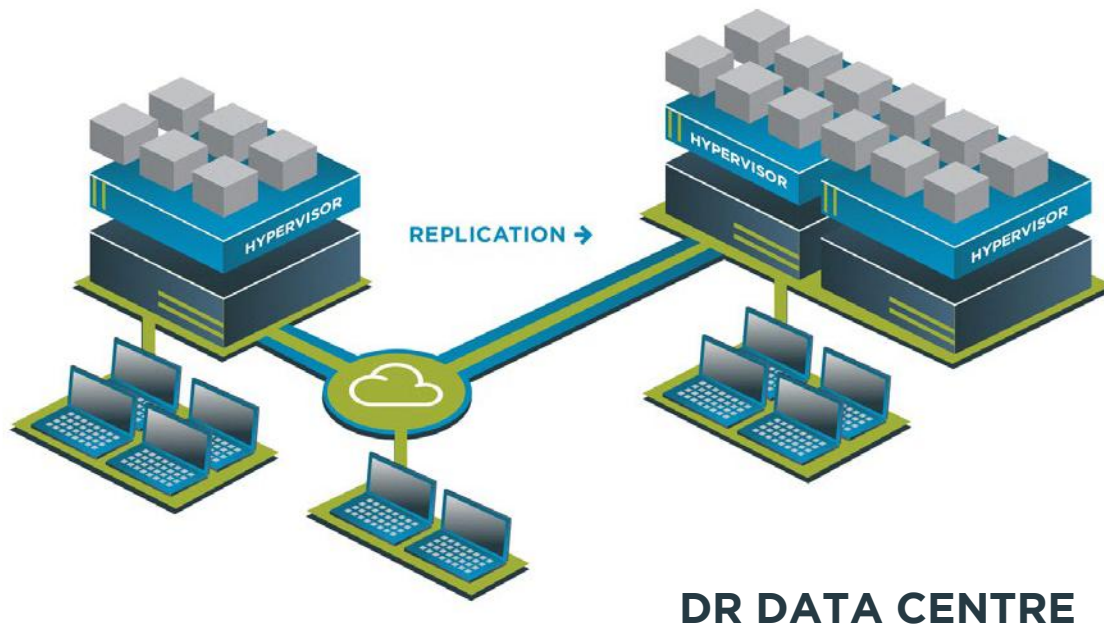 HYPERVISOR
HYPERVISOR
HYPERVISOR
REPLICATION →
DR DATA CENTRE